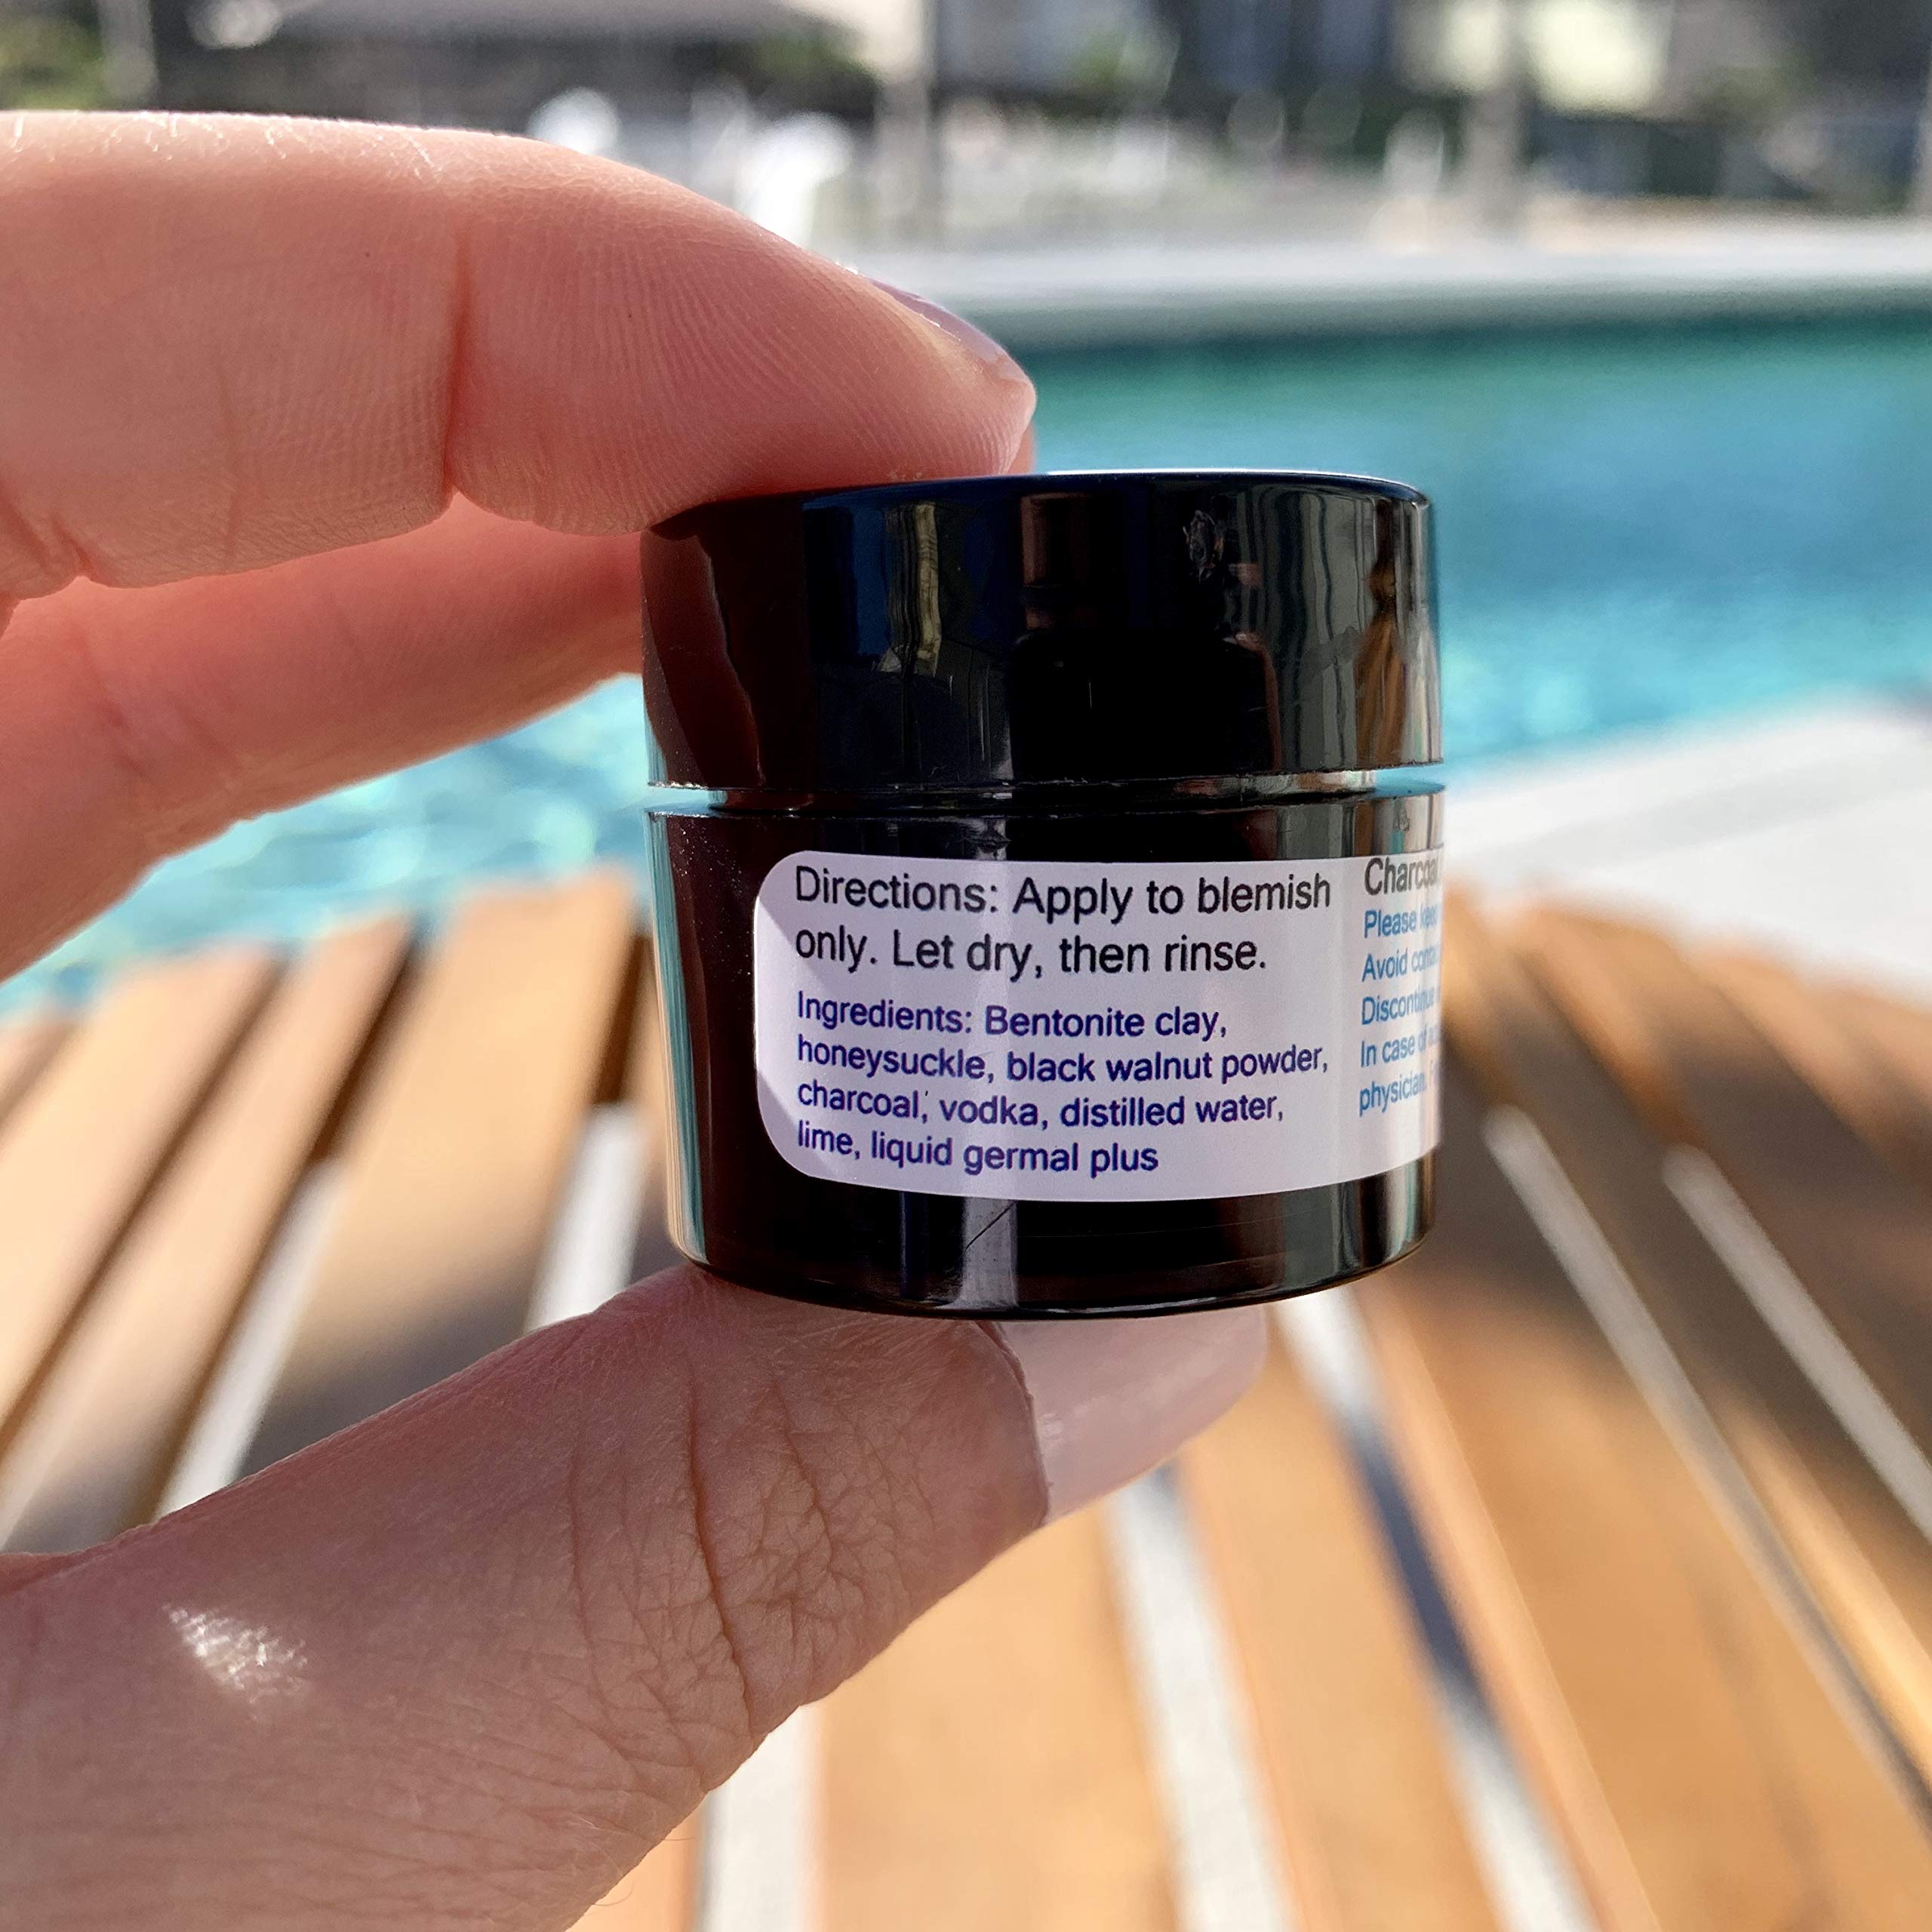 Directions: Apply to blemish
only. Let dry, then rinse.
Ingredients: Bentonite clay,
honeysuckle, black walnut powder,
charcoal, vodka, distilled water,
lime, liquid germal plus
Charcoal
Please
Avoid
Discontinue
In case of
physician.